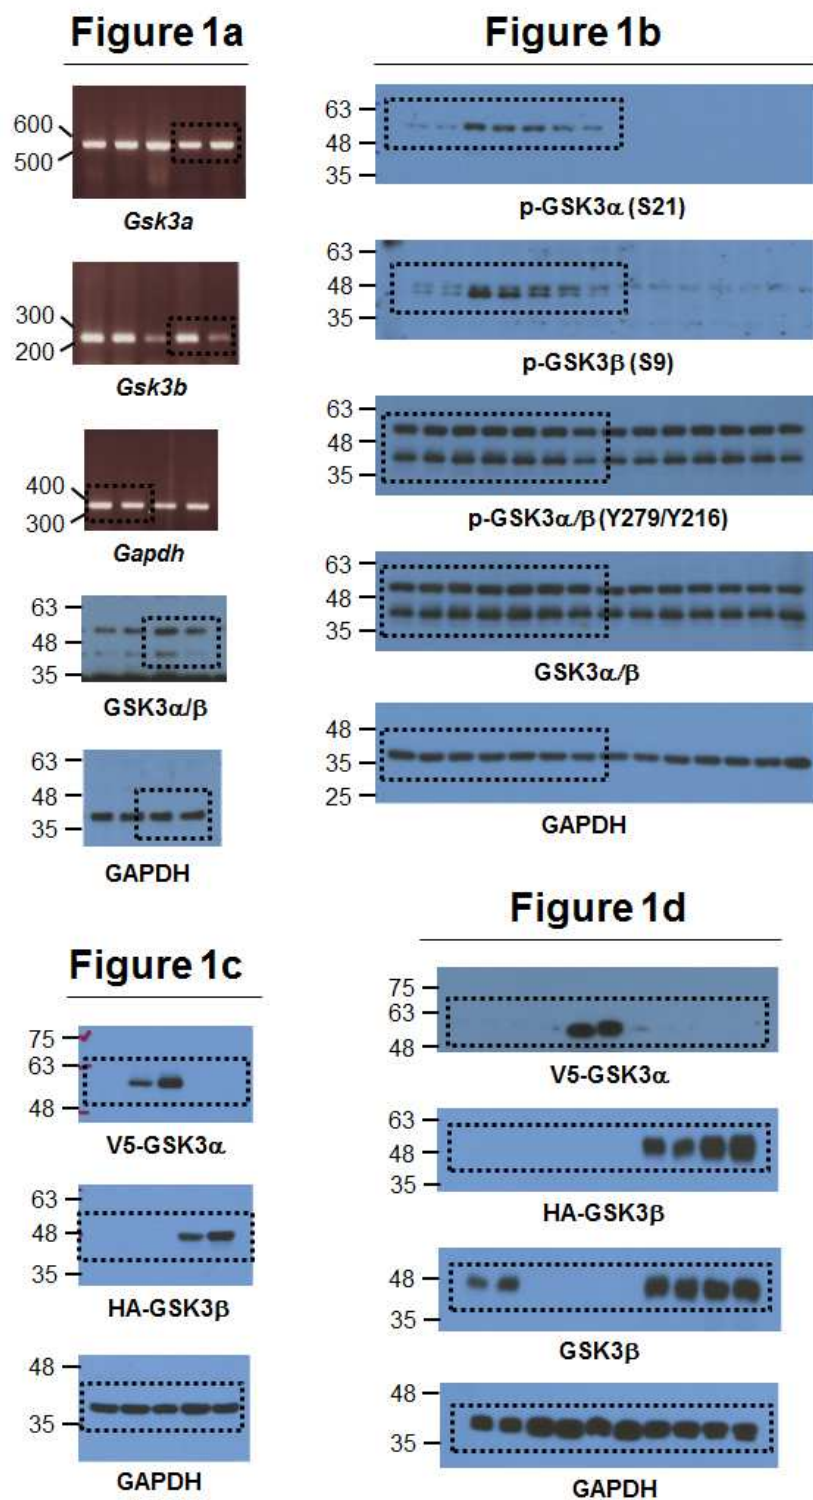 Figure 1a
600
500
Gsk3a
300
200
Gsk3b
400
300
Gapdh
63
48
35
GSK3α/β
63
48
35
GAPDH
Figure 1b
63
48
35
p-GSK3α (S21)
63
48
35
p-GSK3β (S9)
63
48
35
p-GSK3α/β (Y279/Y216)
63
48
35
GSK3α/β
48
35
25
GAPDH
Figure 1c
75
63
48
V5-GSK3α
63
48
35
HA-GSK3β
48
35
GAPDH
Figure 1d
75
63
48
V5-GSK3α
63
48
35
HA-GSK3β
48
35
GSK3β
48
35
GAPDH